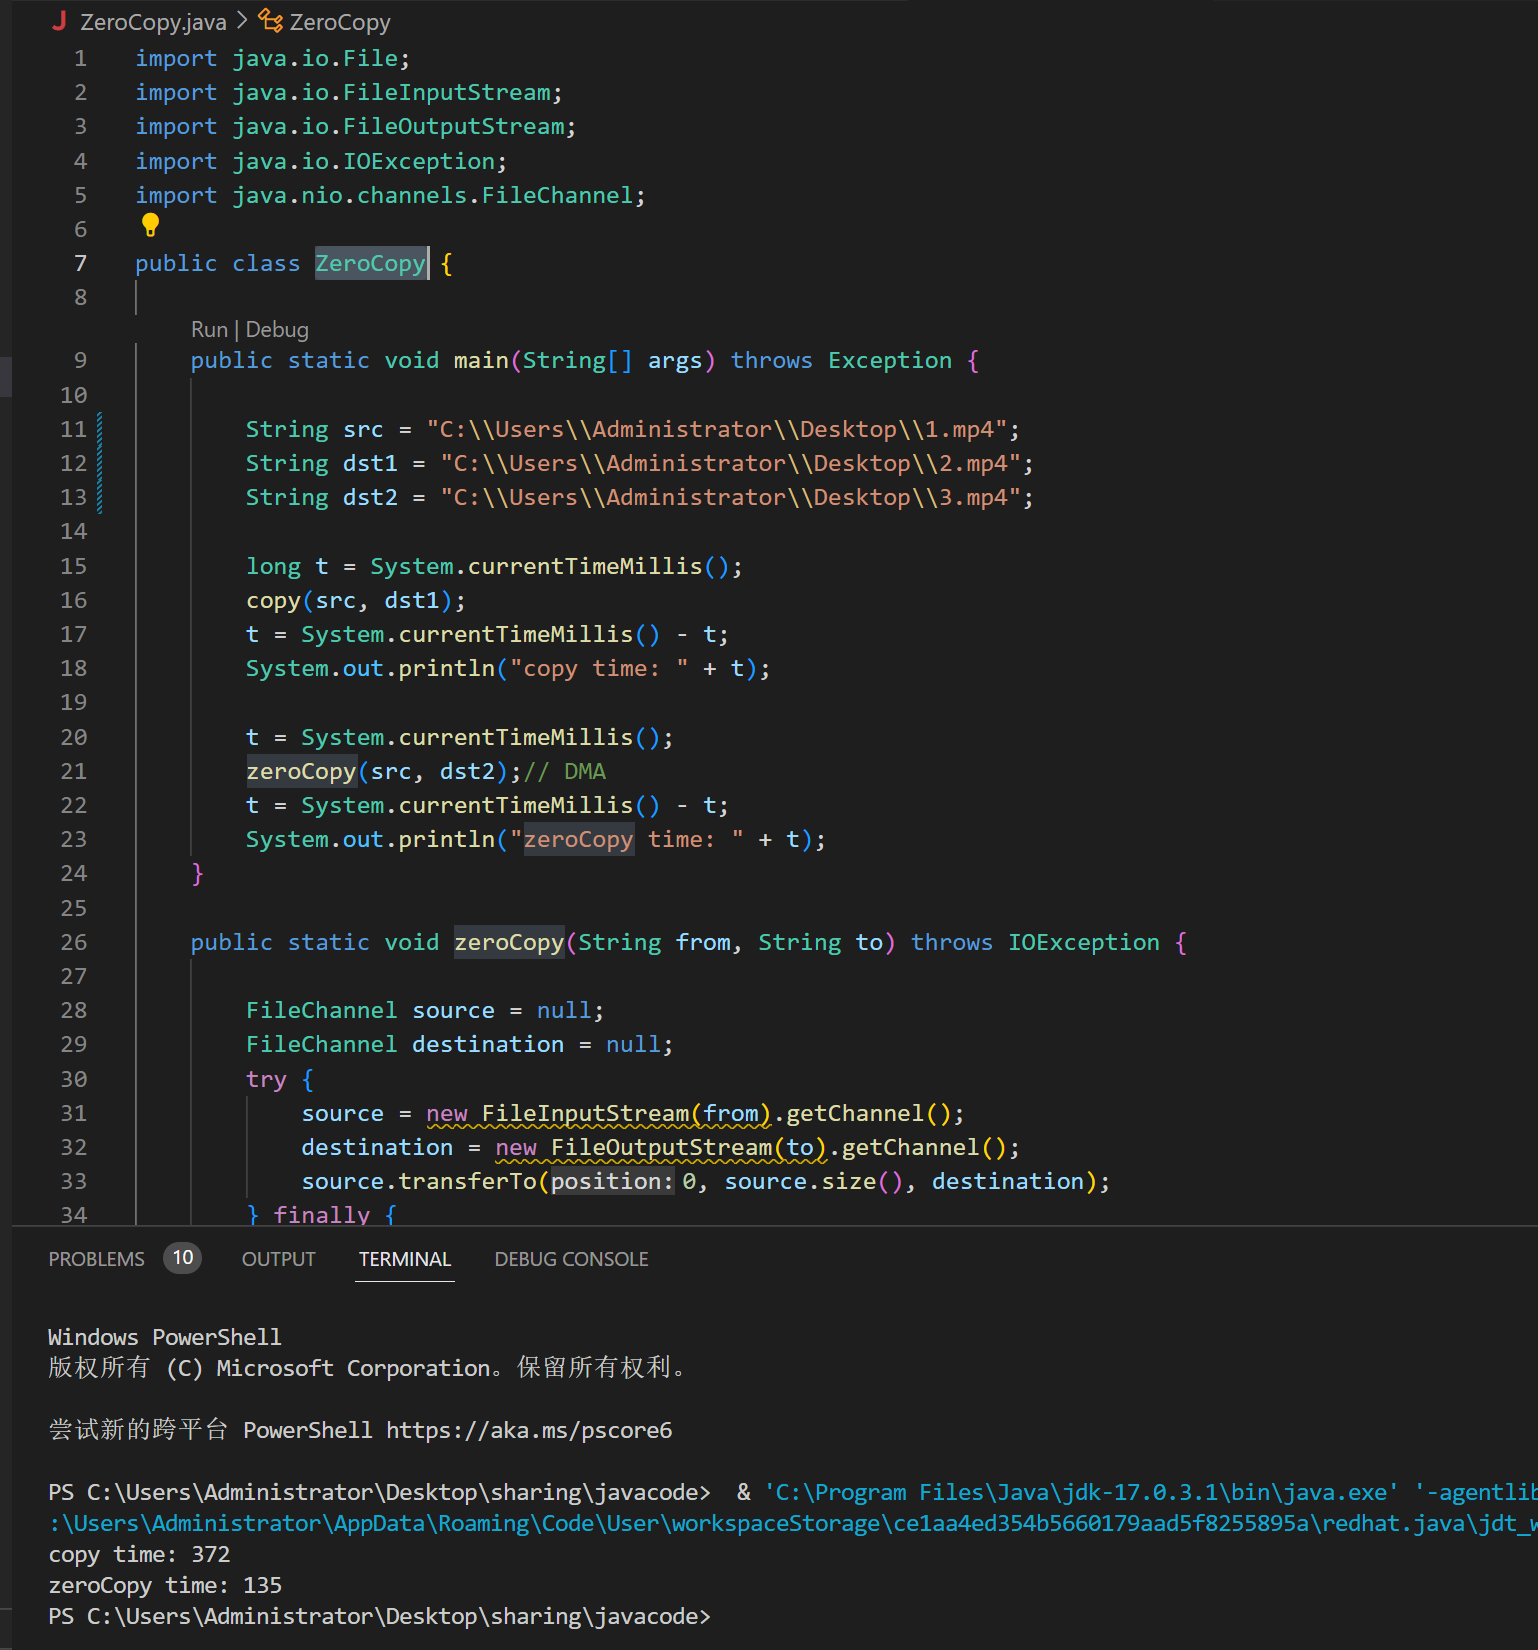 ZeroCopy.java > ZeroCopy
1 import java.io.File;
2 import java.io.FileInputStream;
3 import java.io.FileOutputStream;
4 import java.io.IOException;
5 import java.nio.channels.FileChannel;
6
7 public class ZeroCopy {
8
Run | Debug
9 public static void main(String[] args) throws Exception {
10
11 String src = "C:\\Users\\Administrator\\Desktop\\1.mp4";
12 String dst1 = "C:\\Users\\Administrator\\Desktop\\2.mp4";
13 String dst2 = "C:\\Users\\Administrator\\Desktop\\3.mp4";
14
15 long t = System.currentTimeMillis();
16 copy(src, dst1);
17 t = System.currentTimeMillis() - t;
18 System.out.println("copy time: " + t);
19
20 t = System.currentTimeMillis();
21 zeroCopy(src, dst2);// DMA
22 t = System.currentTimeMillis() - t;
23 System.out.println("zeroCopy time: " + t);
24 }
25
26 public static void zeroCopy(String from, String to) throws IOException {
27
28 FileChannel source = null;
29 FileChannel destination = null;
30 try {
31 source = new FileInputStream(from).getChannel();
32 destination = new FileOutputStream(to).getChannel();
33 source.transferTo(position: 0, source.size(), destination);
34 } finally {
PROBLEMS 10 OUTPUT TERMINAL DEBUG CONSOLE
Windows PowerShell
版权所有 (C) Microsoft Corporation。保留所有权利。
尝试新的跨平台 PowerShell https://aka.ms/pscore6
PS C:\Users\Administrator\Desktop\sharing\javacode>  & 'C:\Program Files\Java\jdk-17.0.3.1\bin\java.exe' '-agentlib
:\Users\Administrator\AppData\Roaming\Code\User\workspaceStorage\ce1aa4ed354b5660179aad5f8255895a\redhat.java\jdt_w
copy time: 372
zeroCopy time: 135
PS C:\Users\Administrator\Desktop\sharing\javacode>